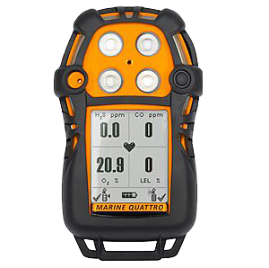 H₂S ppm CO ppm
0.0 0
20.9 0
O₂ % LEL %
MARINE QUATTRO